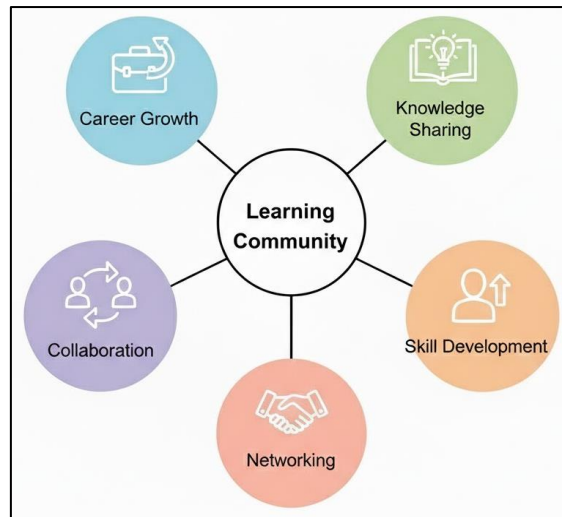 Career Growth
Knowledge
Sharing
Learning
Community
Collaboration
Skill Development
Networking